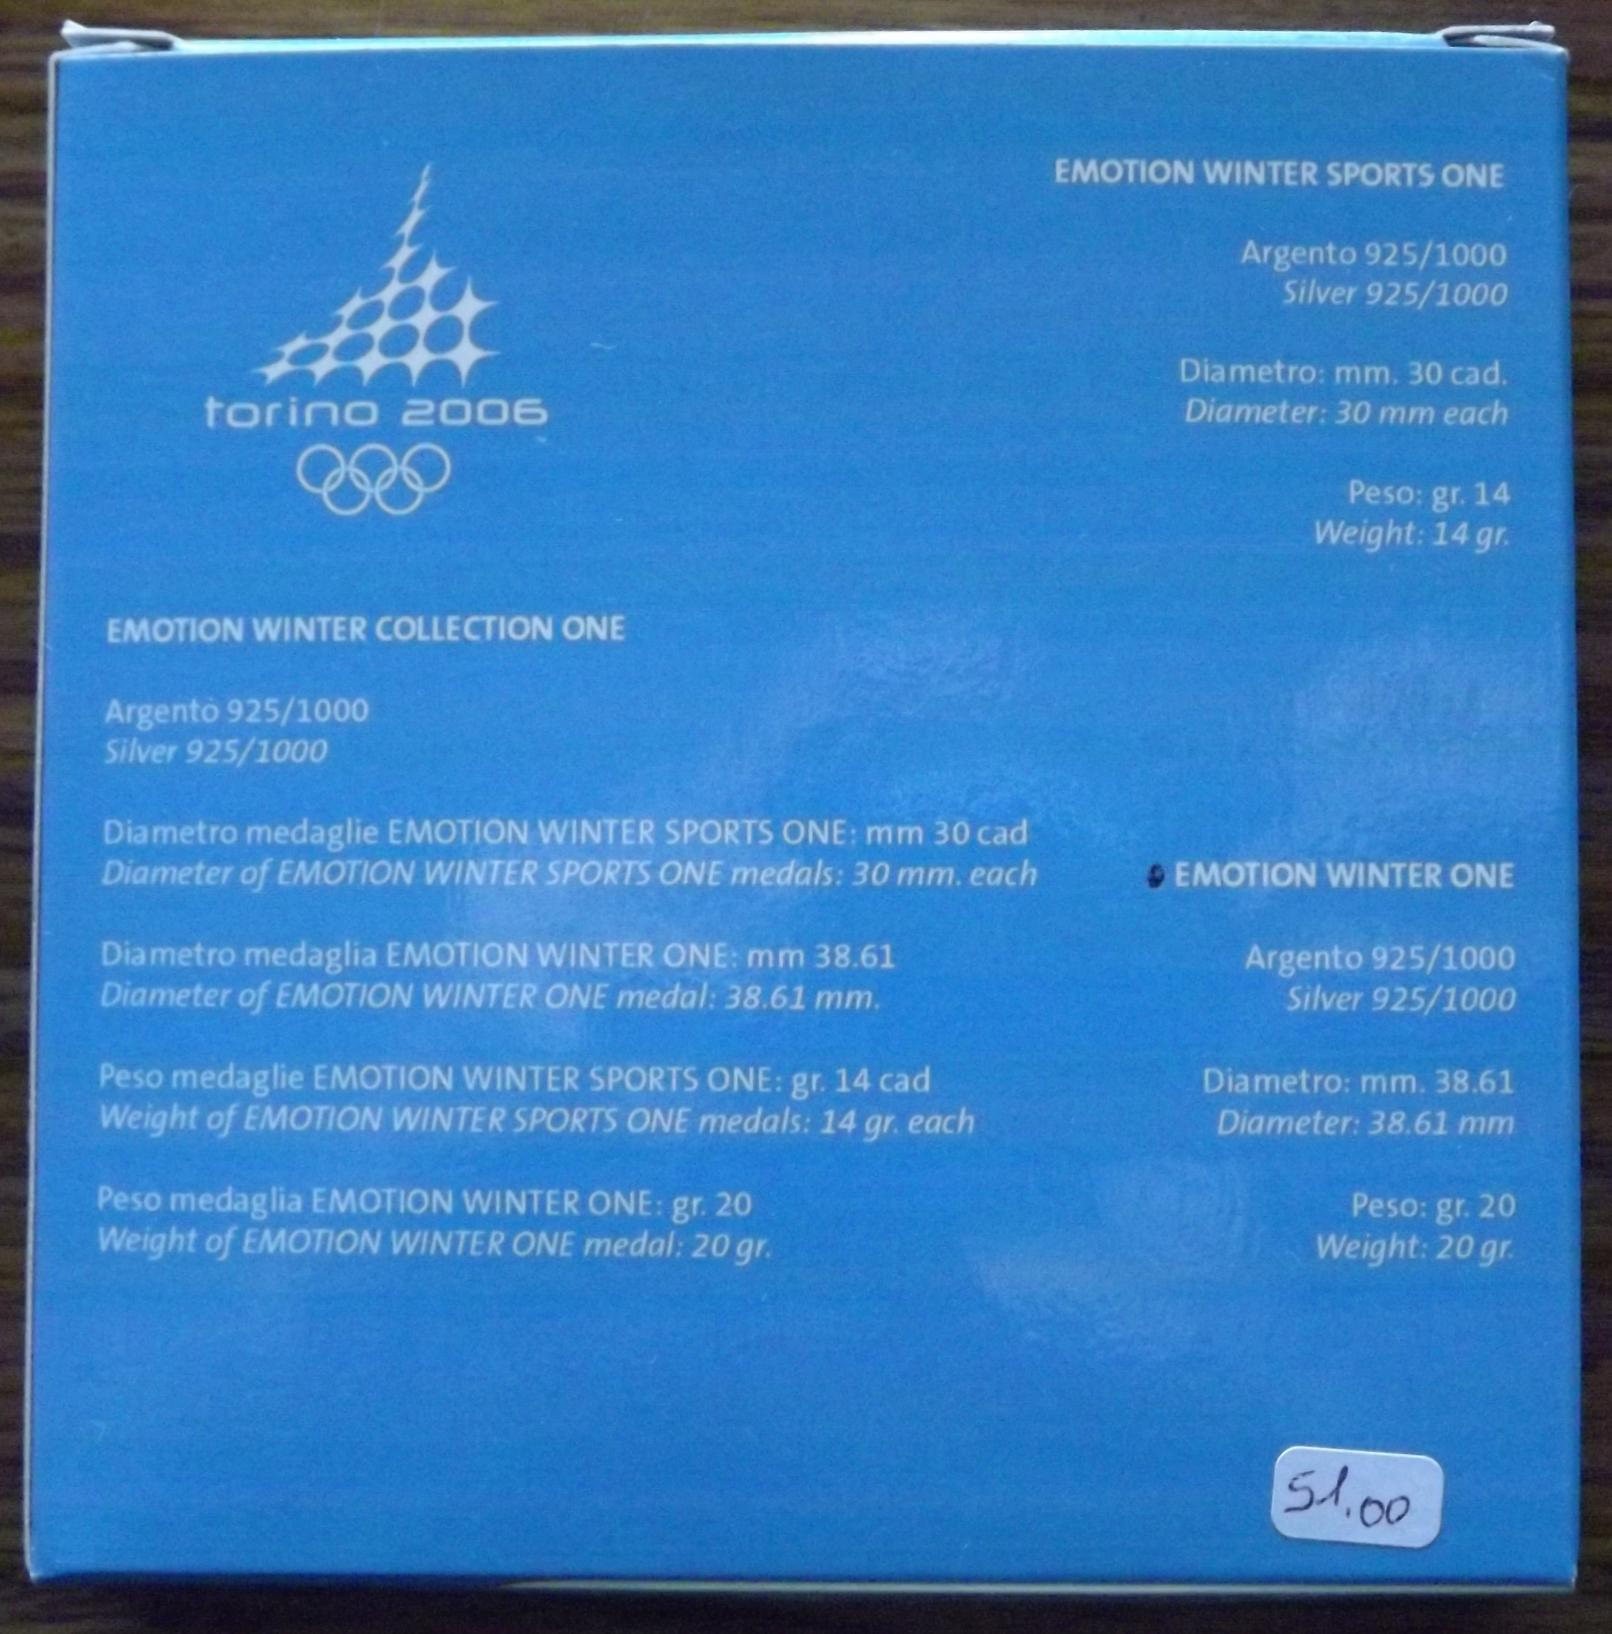 torino 2006
EMOTION WINTER SPORTS ONE
Argento 925/1000
Silver 925/1000
Diametro: mm. 30 cad.
Diameter: 30 mm each
Peso: gr. 14
Weight: 14 gr.
EMOTION WINTER COLLECTION ONE
Argento 925/1000
Silver 925/1000
Diametro medaglie EMOTION WINTER SPORTS ONE: mm 30 cad
Diameter of EMOTION WINTER SPORTS ONE medals: 30 mm. each
Diametro medaglia EMOTION WINTER ONE: mm 38.61
Diameter of EMOTION WINTER ONE medal: 38.61 mm.
Peso medaglie EMOTION WINTER SPORTS ONE: gr. 14 cad
Weight of EMOTION WINTER SPORTS ONE medals: 14 gr. each
Peso medaglia EMOTION WINTER ONE: gr. 20
Weight of EMOTION WINTER ONE medal: 20 gr.
EMOTION WINTER ONE
Argento 925/1000
Silver 925/1000
Diametro: mm. 38.61
Diameter: 38.61 mm
Peso: gr. 20
Weight: 20 gr.
51.00